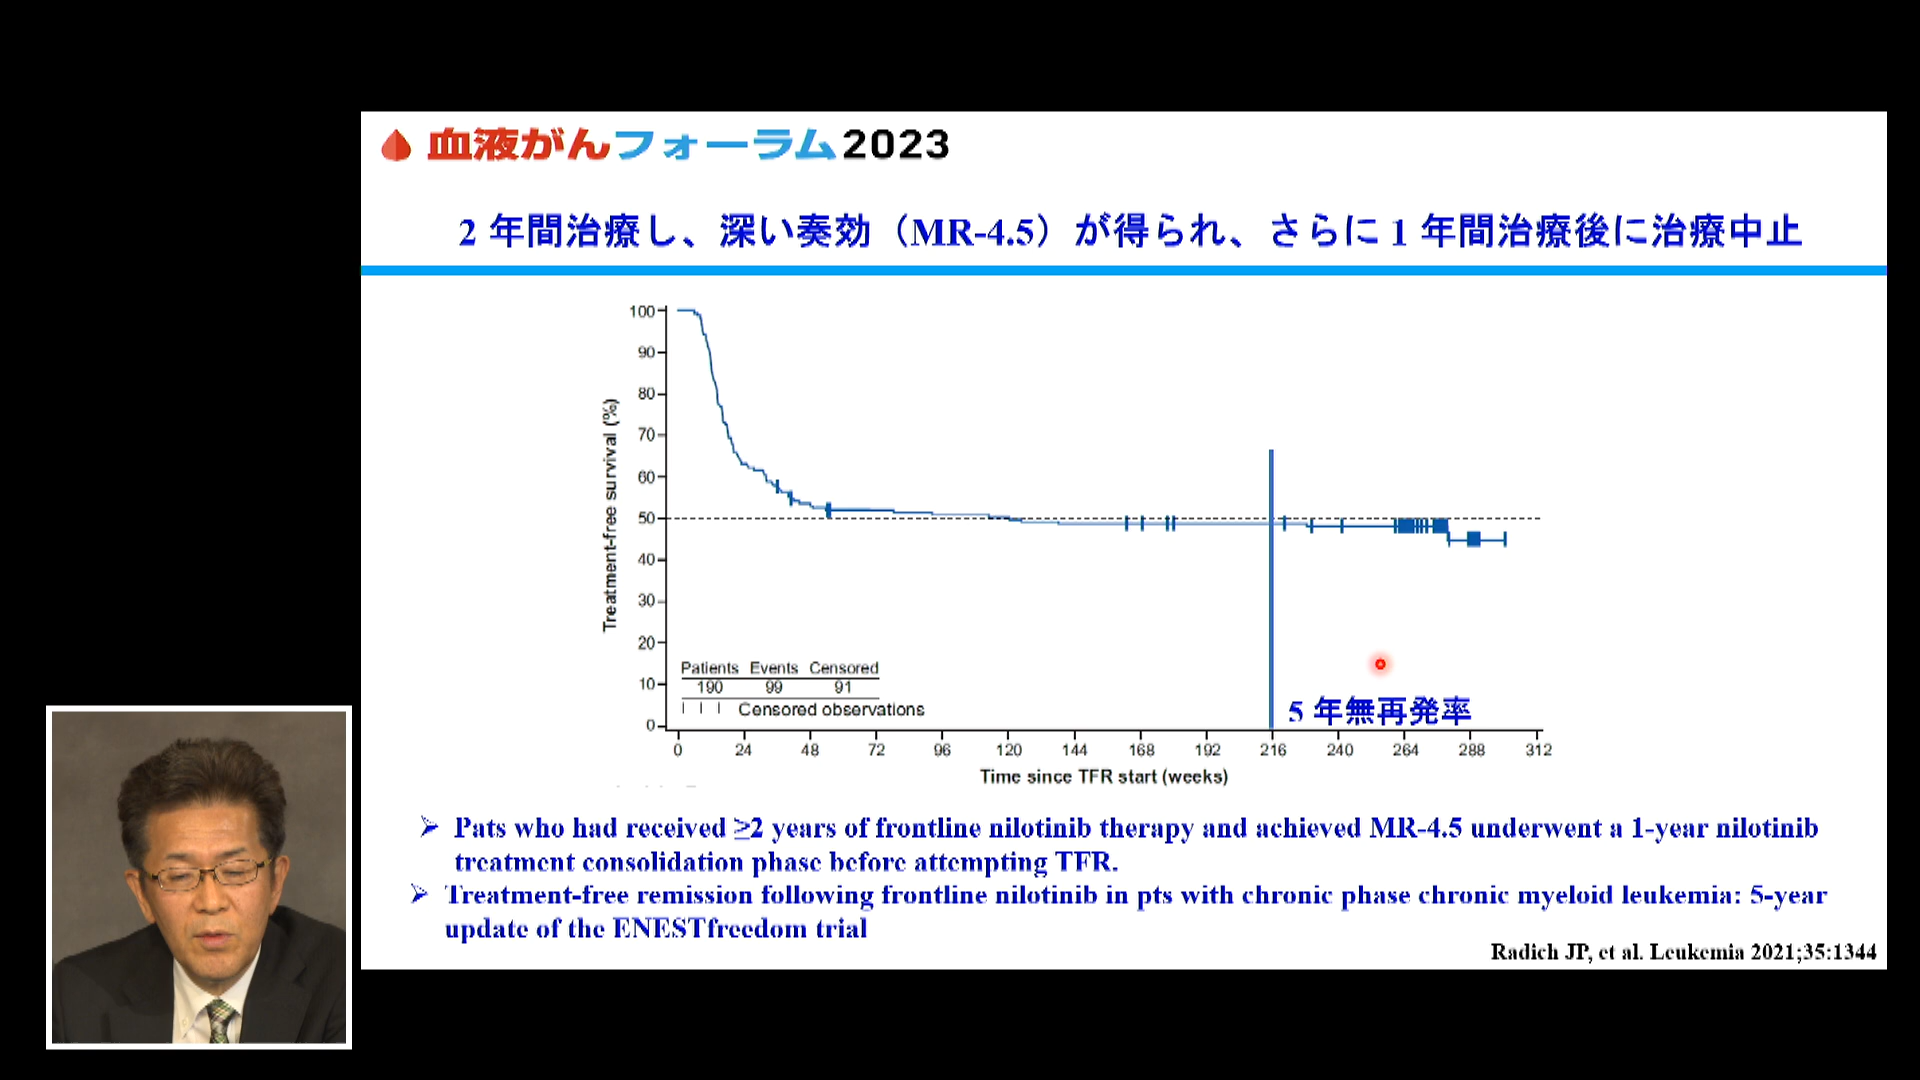 血液がんフォーラム2023
2 年間治療し、深い奏効（MR-4.5）が得られ、さらに 1 年間治療後に治療中止
Treatment-free survival (%)
100
90
80
70
60
50
40
30
20
10
0
Patients Events Censored
190 99 91
Censored observations
5 年無再発率
0 24 48 72 96 120 144 168 192 216 240 264 288 312
Time since TFR start (weeks)
➢ Pats who had received ≥2 years of frontline nilotinib therapy and achieved MR-4.5 underwent a 1-year nilotinib
treatment consolidation phase before attempting TFR.
➢ Treatment-free remission following frontline nilotinib in pts with chronic phase chronic myeloid leukemia: 5-year
update of the ENESTfreedom trial
Radich JP, et al. Leukemia 2021;35:1344